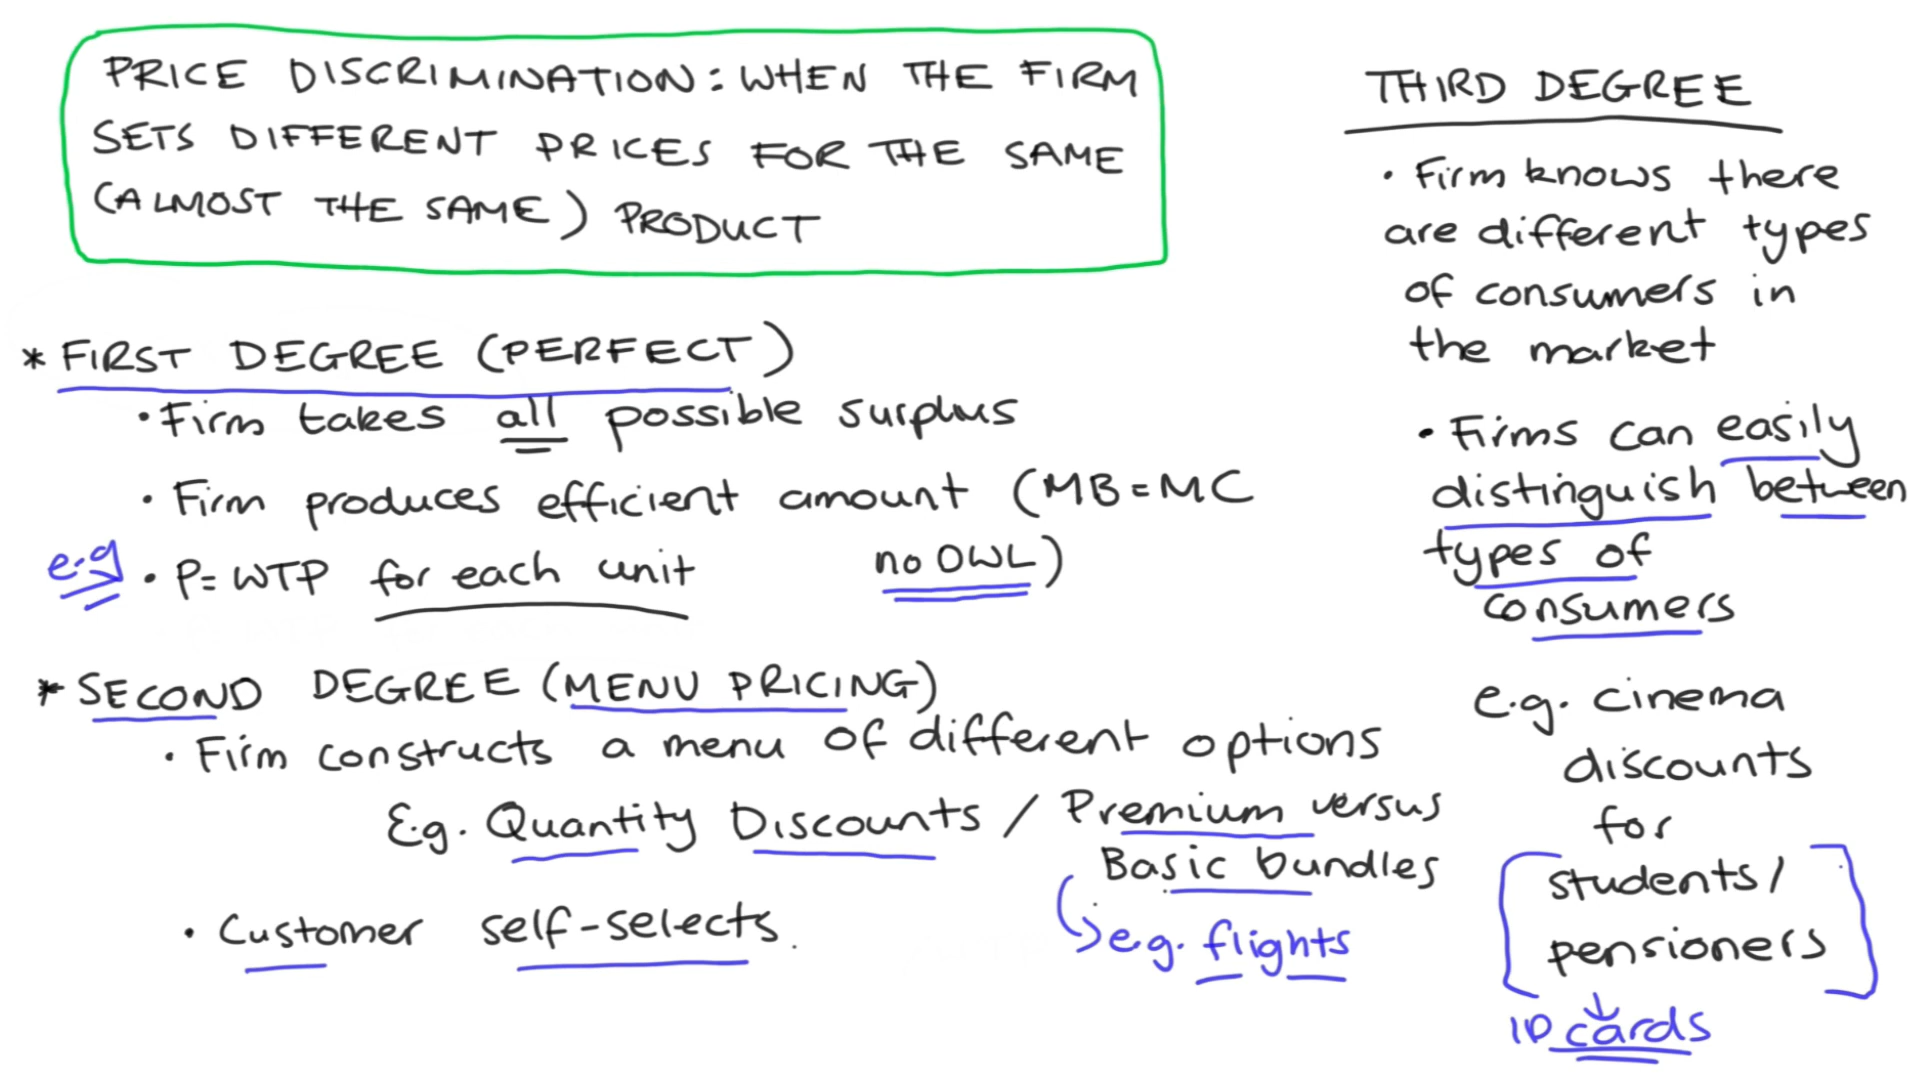 PRICE DISCRIMINATION: WHEN THE FIRM
SETS DIFFERENT PRICES FOR THE SAME
(ALMOST THE SAME) PRODUCT
* FIRST DEGREE (PERFECT)
• Firm takes all possible surplus
• Firm produces efficient amount (MB=MC
no OWL)
e.g • P=WTP for each unit
* SECOND DEGREE (MENU PRICING)
• Firm constructs a menu of different options
E.g. Quantity Discounts / Premium versus
Basic bundles
e.g. flights
• Customer self-selects.
THIRD DEGREE
• Firm knows there
are different types
of consumers in
the market
• Firms can easily
distinguish between
types of
consumers
e.g. cinema
discounts
for
students/
pensioners
ID cards